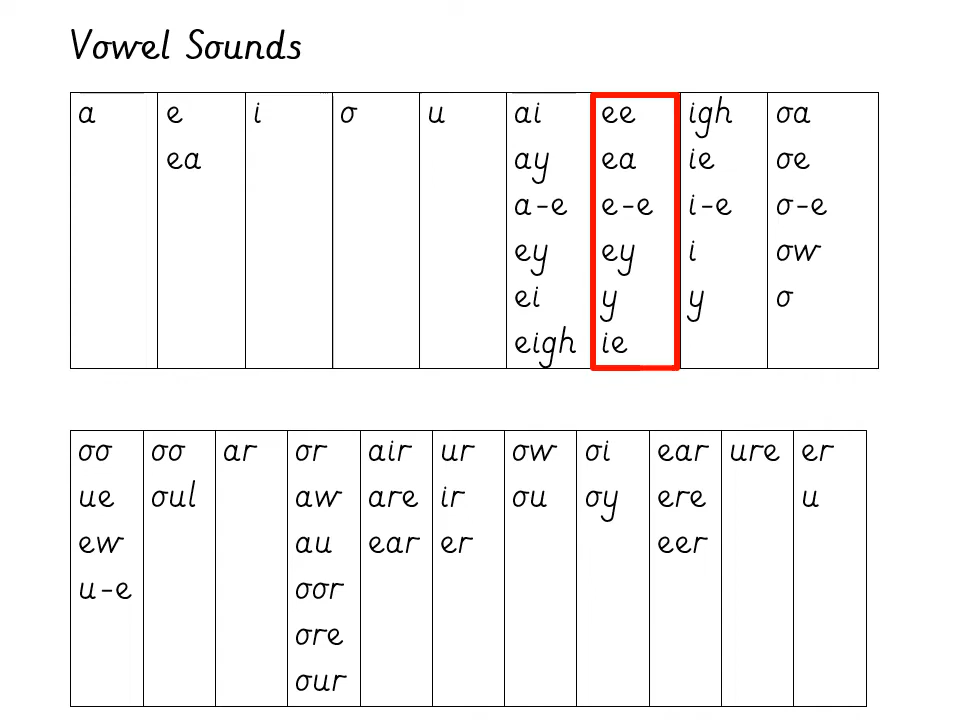 Vowel Sounds
a e i o u ai ee igh oa
ea ay ea ie oe
a-e e-e i-e o-e
ey ey i ow
ei y y o
eigh ie
oo oo ar or air ur ow oi ear ure er
ue oul aw are ir ou oy ere u
ew au ear er eer
u-e oor
ore
our